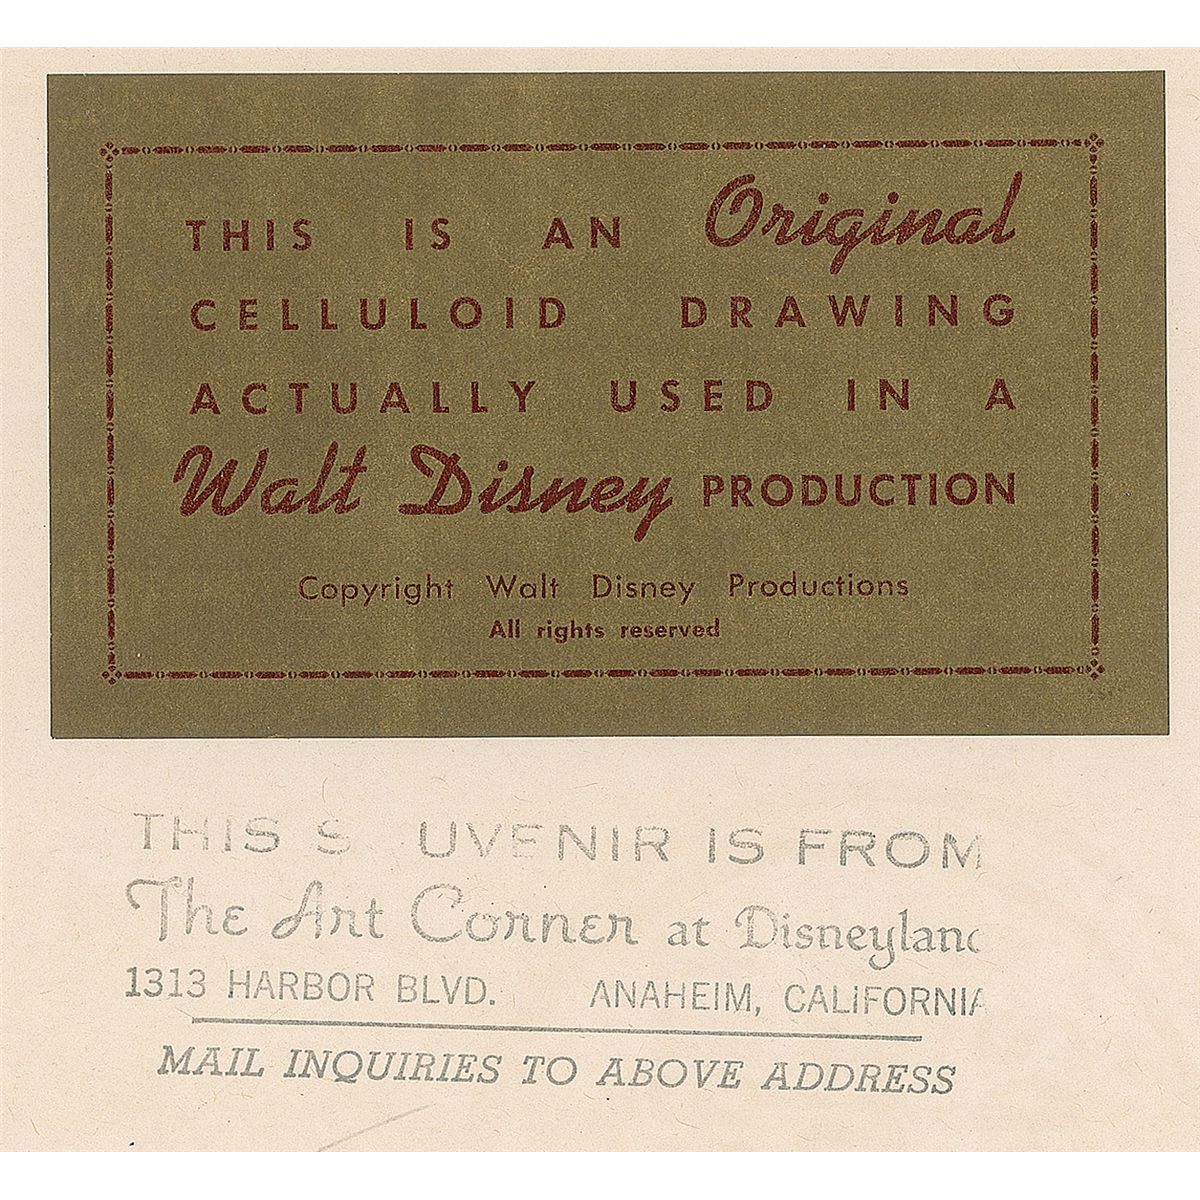 THIS IS AN Original
CELLULOID DRAWING
ACTUALLY USED IN A
Walt Disney PRODUCTION
Copyright Walt Disney Productions
All rights reserved
THIS S UVENIR IS FROM
The Art Corner at Disneyland
1313 HARBOR BLVD. ANAHEIM, CALIFORNIA
MAIL INQUIRIES TO ABOVE ADDRESS